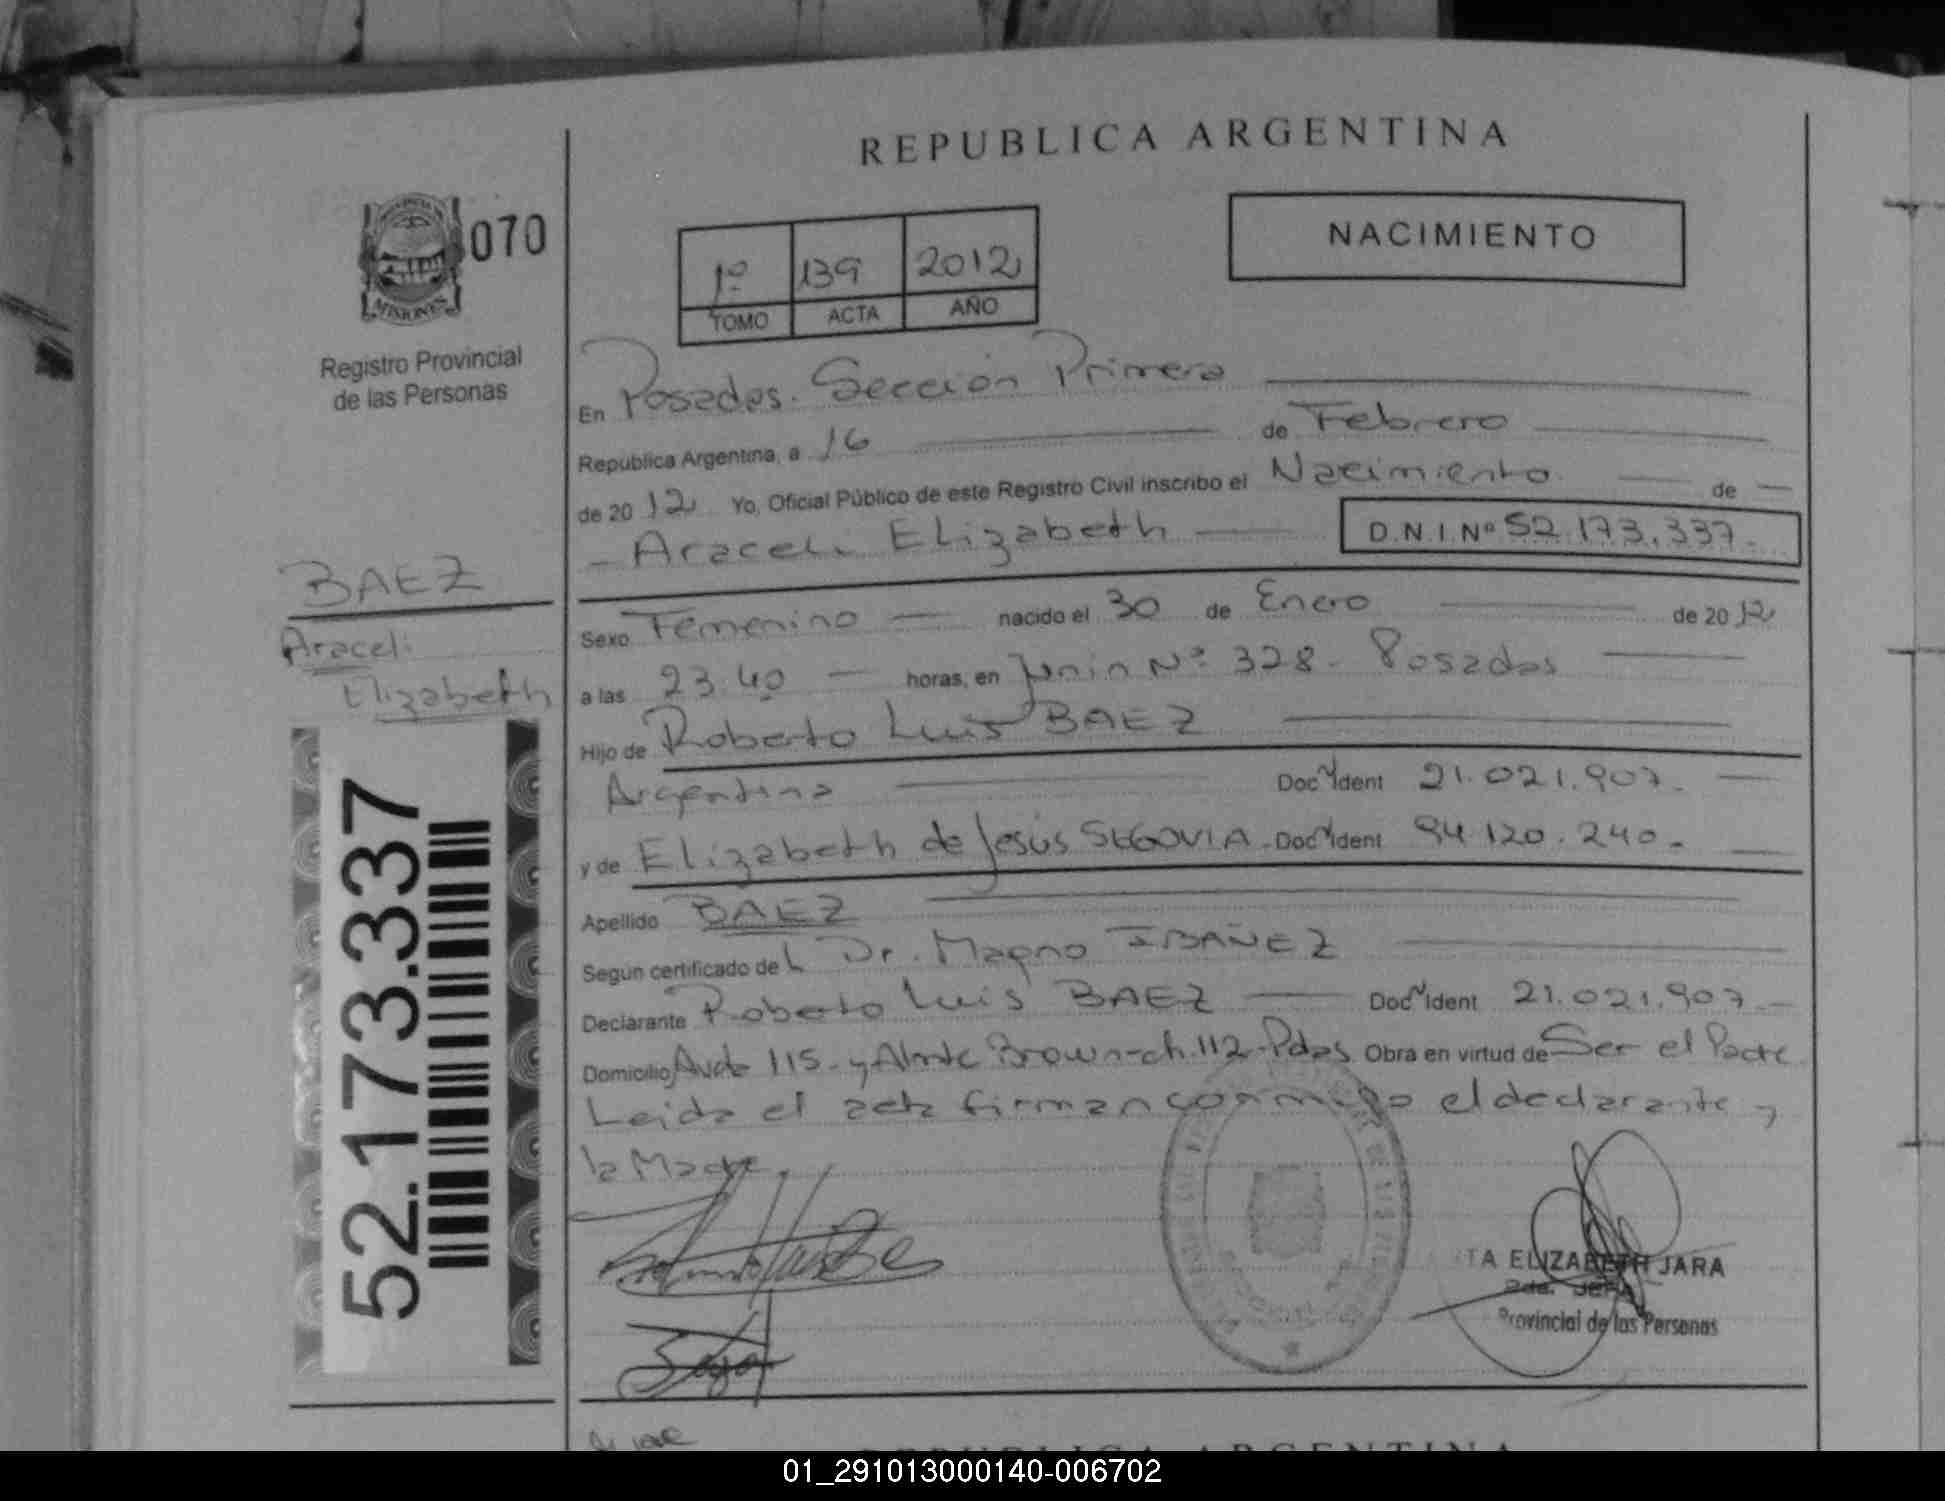 REPUBLICA ARGENTINA
070
MISIONES
Registro Provincial
de las Personas
NACIMIENTO
1º 139 2012
TOMO ACTA AÑO
En Posadas. Sección Primera
Republica Argentina, a 16 de Febrero
de 2012 Yo, Oficial Público de este Registro Civil inscribo el Nacimiento de
Araceli Elizabeth D.N.I. Nº 52.173.337.
BAEZ
Araceli
Elizabeth
52.173.337
Sexo Femenino nacido el 30 de Enero de 2012
a las 23.40 horas, en Junin Nº 328. Posadas
Hijo de Roberto Luis BAEZ
Argentina Doc Ident 21.021.907.
y de Elizabeth de Jesús SEGOVIA. Doc Ident 94.120.240.
Apellido BAEZ
Según certificado del Dr. Magno IBAÑEZ
Declarante Roberto Luis BAEZ Doc Ident 21.021.907.
Domicilio Avda 115. y Almte Brown-ch. 112-Pdas. Obra en virtud de Ser el Padre
Leida el acta firman conmigo el declarante y
la Madre.
TA ELIZABETH JARA
Provincial de las Personas
REPUBLICA ARGENTINA
01_291013000140-006702